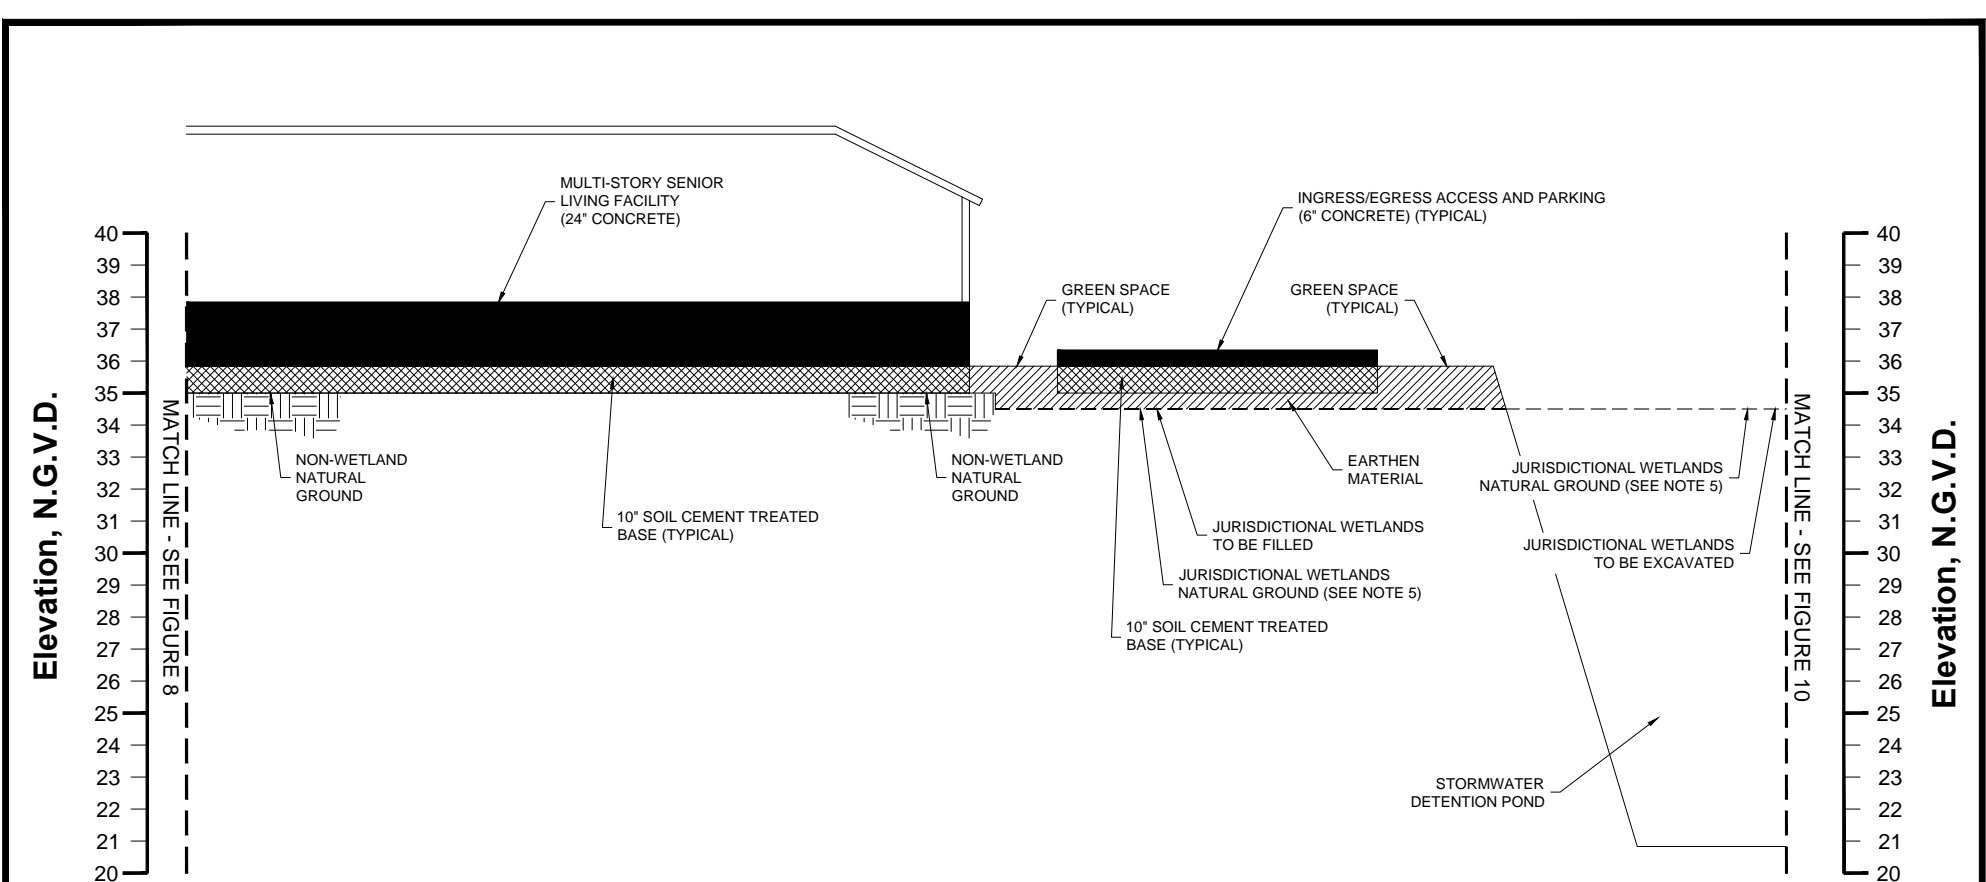 MULTI-STORY SENIOR
LIVING FACILITY
(24" CONCRETE)
INGRESS/EGRESS ACCESS AND PARKING
(6" CONCRETE) (TYPICAL)
GREEN SPACE
(TYPICAL)
GREEN SPACE
(TYPICAL)
Elevation, N.G.V.D.
40
39
38
37
36
35
34
33
32
31
30
29
28
27
26
25
24
23
22
21
20
MATCH LINE - SEE FIGURE 8
NON-WETLAND
NATURAL
GROUND
10" SOIL CEMENT TREATED
BASE (TYPICAL)
NON-WETLAND
NATURAL
GROUND
EARTHEN
MATERIAL
JURISDICTIONAL WETLANDS
TO BE FILLED
JURISDICTIONAL WETLANDS
NATURAL GROUND (SEE NOTE 5)
10" SOIL CEMENT TREATED
BASE (TYPICAL)
JURISDICTIONAL WETLANDS
NATURAL GROUND (SEE NOTE 5)
JURISDICTIONAL WETLANDS
TO BE EXCAVATED
STORMWATER
DETENTION POND
MATCH LINE - SEE FIGURE 10
40
39
38
37
36
35
34
33
32
31
30
29
28
27
26
25
24
23
22
21
20
Elevation, N.G.V.D.